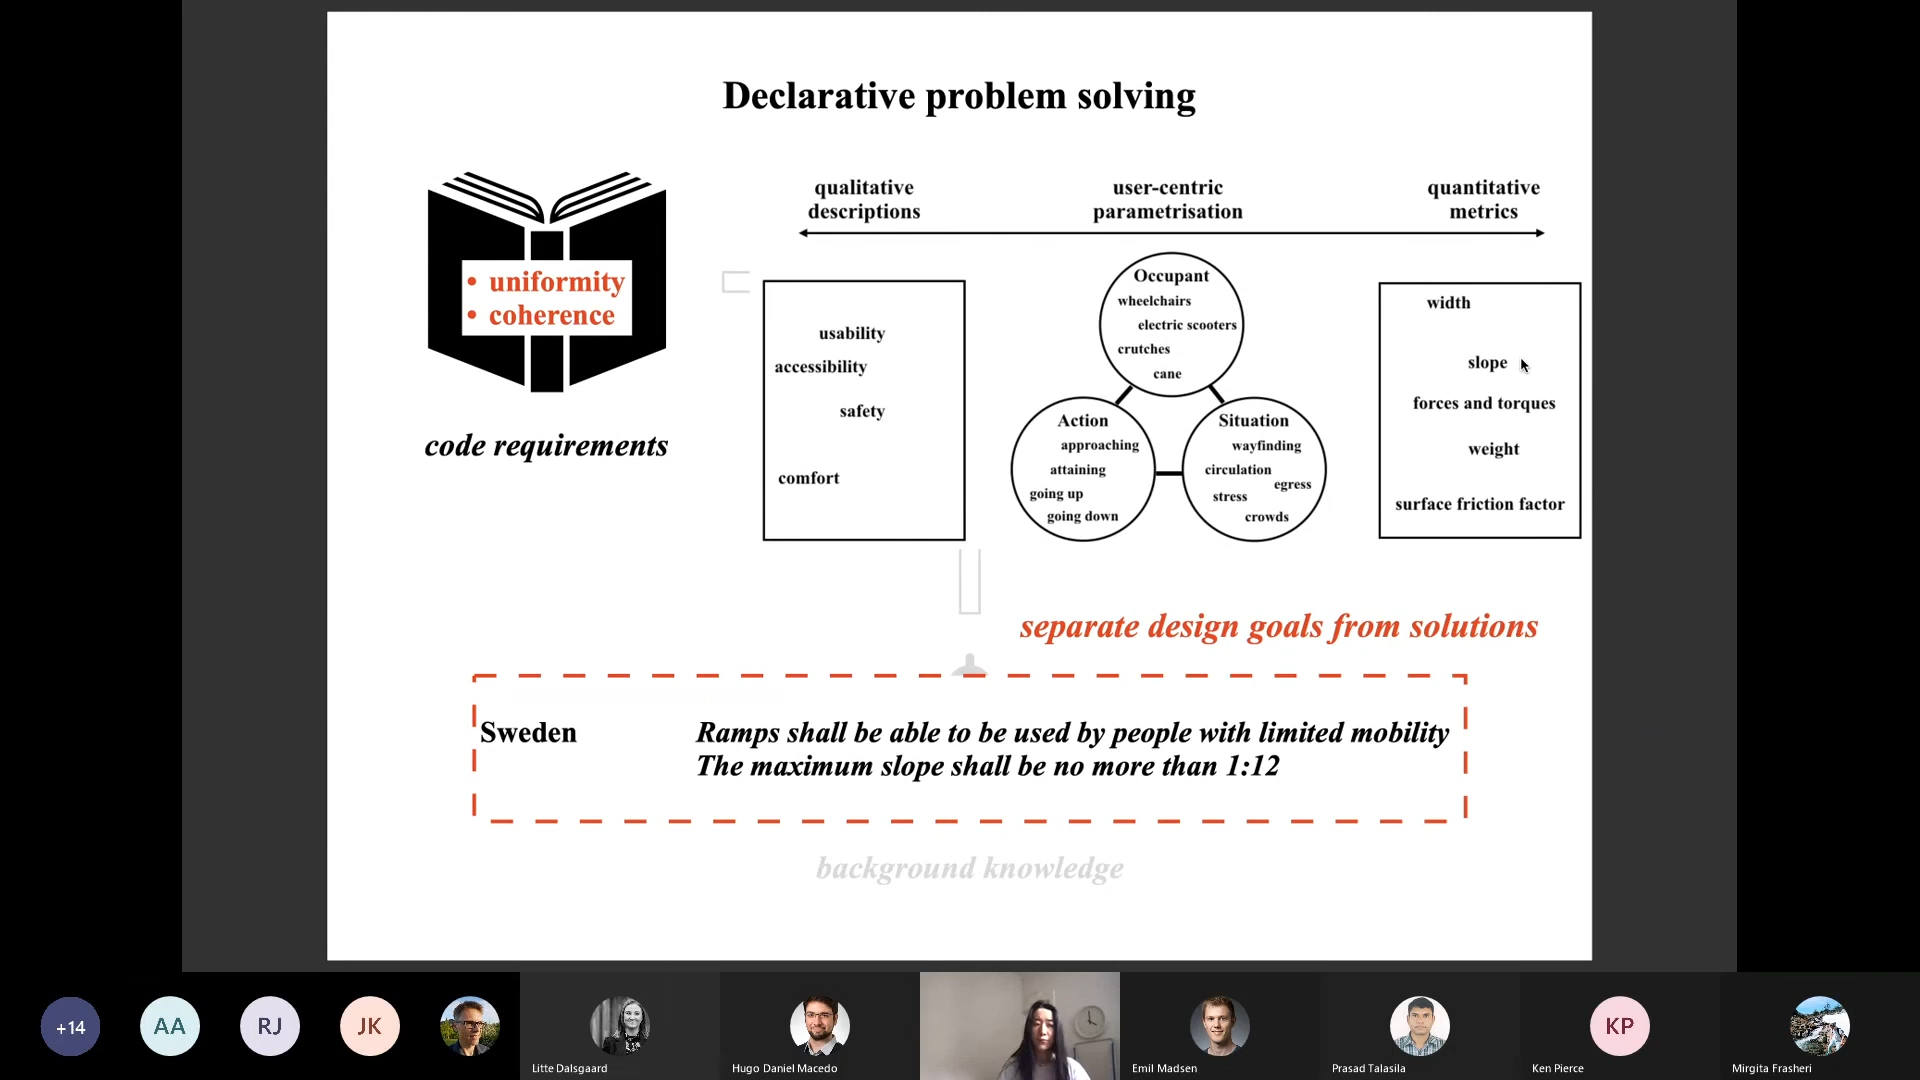 Declarative problem solving
qualitative
descriptions
user-centric
parametrisation
quantitative
metrics
• uniformity
• coherence
code requirements
usability
accessibility
safety
comfort
Occupant
wheelchairs
electric scooters
crutches
cane
Action
approaching
attaining
going up
going down
Situation
wayfinding
circulation
egress
stress
crowds
width
slope
forces and torques
weight
surface friction factor
separate design goals from solutions
Sweden
Ramps shall be able to be used by people with limited mobility
The maximum slope shall be no more than 1:12
background knowledge
+14
AA
RJ
JK
Litte Dalsgaard
Hugo Daniel Macedo
Emil Madsen
Prasad Talasila
KP
Ken Pierce
Mirgita Frasheri